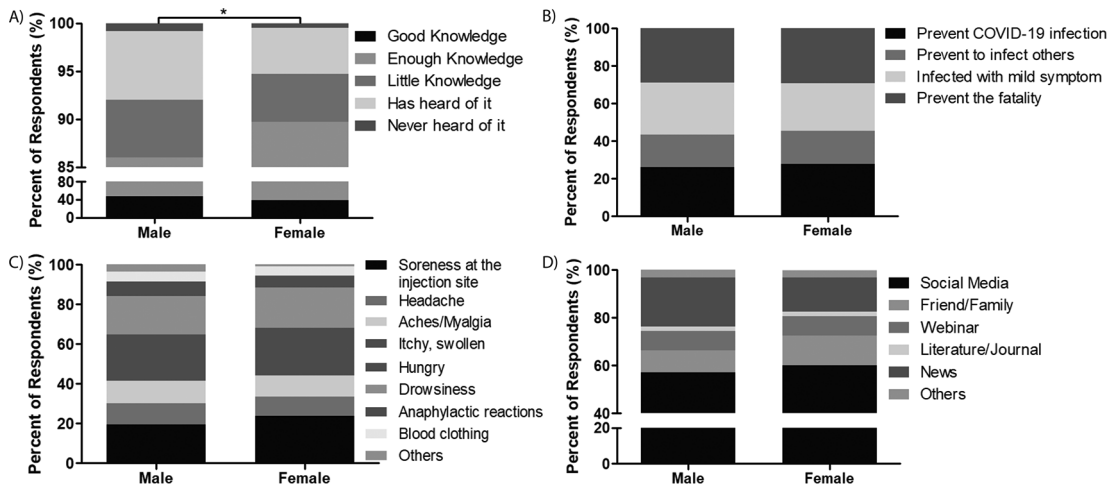 A)
Percent of Respondents (%)
100
95
90
85
80
40
0
*
Male
Female
Good Knowledge
Enough Knowledge
Little Knowledge
Has heard of it
Never heard of it
B)
Percent of Respondents (%)
100
80
60
40
20
0
Male
Female
Prevent COVID-19 infection
Prevent to infect others
Infected with mild symptom
Prevent the fatality
C)
Percent of Respondents (%)
100
80
60
40
20
0
Male
Female
Soreness at the
injection site
Headache
Aches/Myalgia
Itchy, swollen
Hungry
Drowsiness
Anaphylactic reactions
Blood clothing
Others
D)
Percent of Respondents (%)
100
80
60
40
20
0
Male
Female
Social Media
Friend/Family
Webinar
Literature/Journal
News
Others